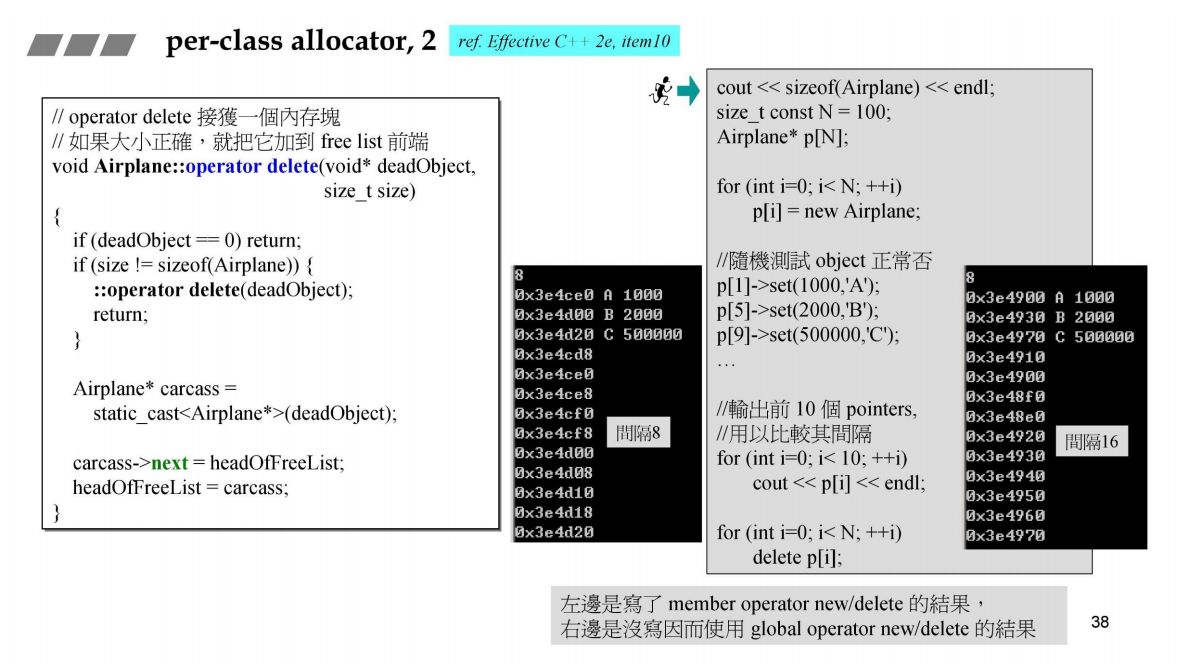 per-class allocator, 2
ref. Effective C++ 2e, item10
// operator delete 接獲一個內存塊
// 如果大小正確，就把它加到 free list 前端
void Airplane::operator delete(void* deadObject,
size_t size)
{
if (deadObject == 0) return;
if (size != sizeof(Airplane)) {
::operator delete(deadObject);
return;
}
Airplane* carcass =
static_cast<Airplane*>(deadObject);
carcass->next = headOfFreeList;
headOfFreeList = carcass;
}
8
0x3e4ce0 A 1000
0x3e4d00 B 2000
0x3e4d20 C 500000
0x3e4cd8
0x3e4ce0
0x3e4ce8
0x3e4cf0
0x3e4cf8
0x3e4d00
0x3e4d08
0x3e4d10
0x3e4d18
0x3e4d20
間隔8
cout << sizeof(Airplane) << endl;
size_t const N = 100;
Airplane* p[N];
for (int i=0; i< N; ++i)
p[i] = new Airplane;
//隨機測試 object 正常否
p[1]->set(1000,'A');
p[5]->set(2000,'B');
p[9]->set(500000,'C');
…
//輸出前 10 個 pointers,
//用以比較其間隔
for (int i=0; i< 10; ++i)
cout << p[i] << endl;
for (int i=0; i< N; ++i)
delete p[i];
8
0x3e4900 A 1000
0x3e4930 B 2000
0x3e4970 C 500000
0x3e4910
0x3e4900
0x3e48f0
0x3e48e0
0x3e4920
0x3e4930
0x3e4940
0x3e4950
0x3e4960
0x3e4970
間隔16
左邊是寫了 member operator new/delete 的結果，
右邊是沒寫因而使用 global operator new/delete 的結果
38